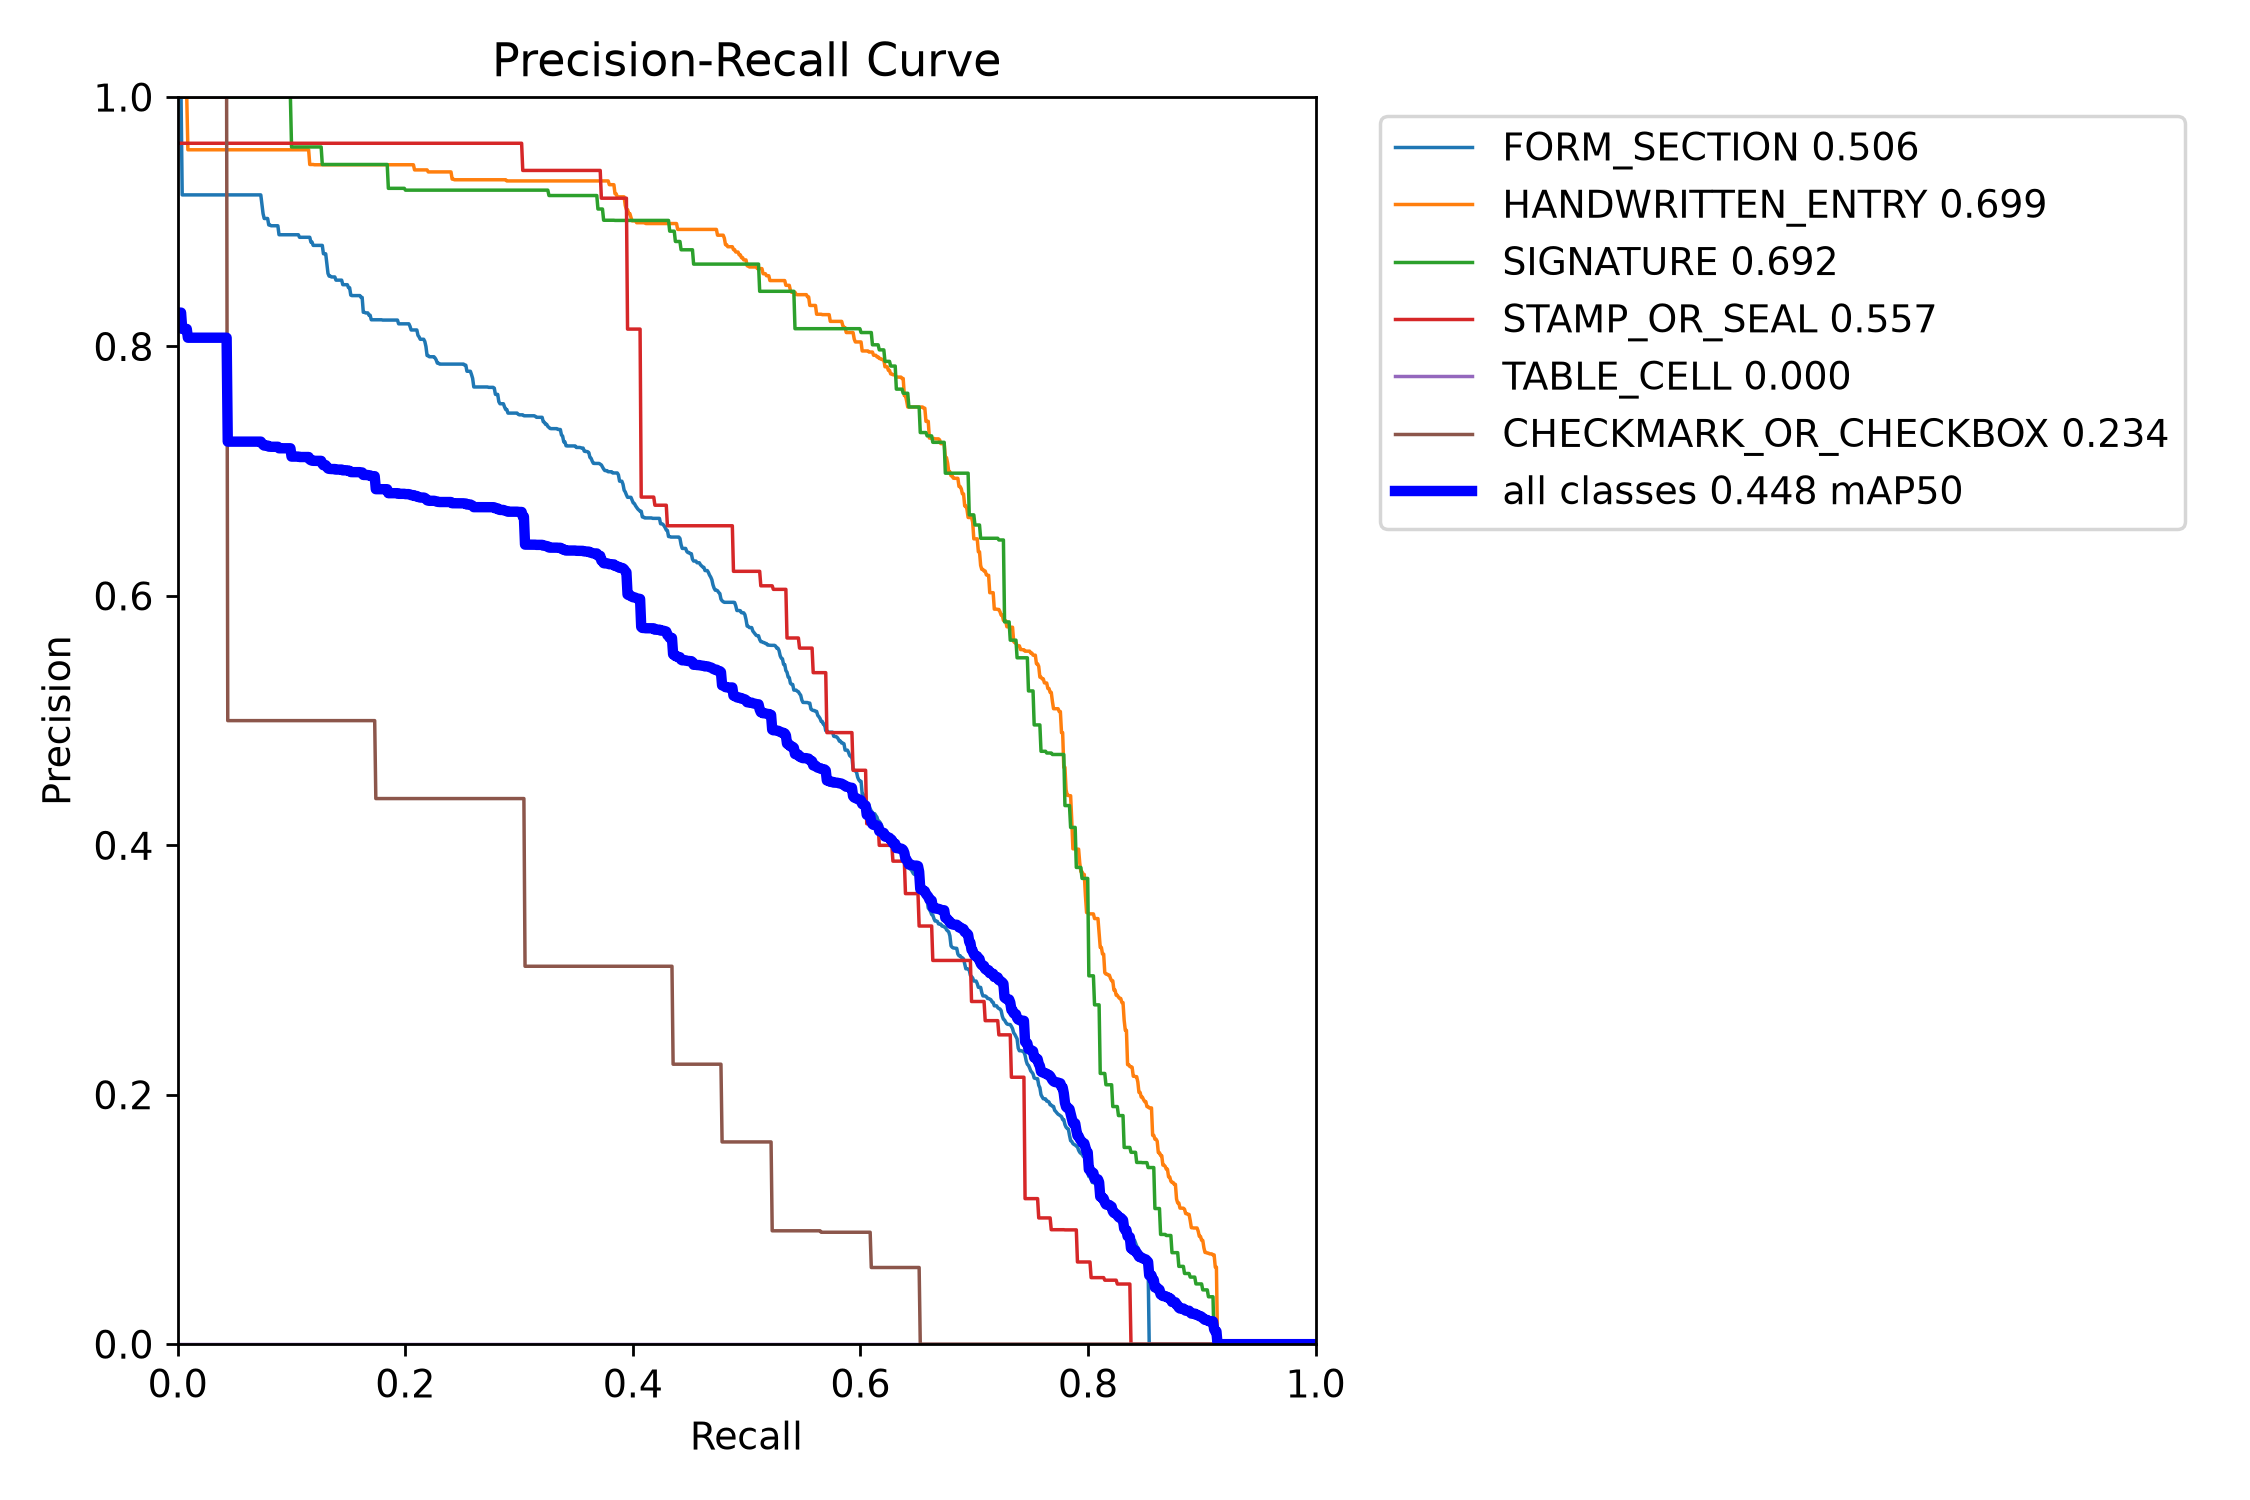 Precision-Recall Curve
1.0
0.8
0.6
0.4
0.2
0.0
Precision
0.0 0.2 0.4 0.6 0.8 1.0
Recall
FORM_SECTION 0.506
HANDWRITTEN_ENTRY 0.699
SIGNATURE 0.692
STAMP_OR_SEAL 0.557
TABLE_CELL 0.000
CHECKMARK_OR_CHECKBOX 0.234
all classes 0.448 mAP50